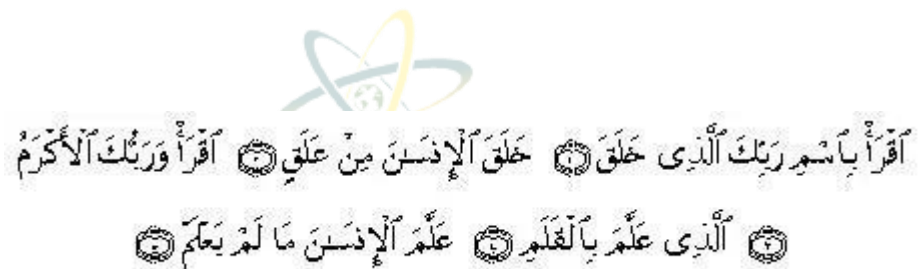 ٱقْرَأْ بِٱسْمِ رَبِّكَ ٱلَّذِى خَلَقَ ۝١ خَلَقَ ٱلْإِنسَـٰنَ مِنْ عَلَقٍ ۝٢ ٱقْرَأْ وَرَبُّكَ ٱلْأَكْرَمُ
۝٣ ٱلَّذِى عَلَّمَ بِٱلْقَلَمِ ۝٤ عَلَّمَ ٱلْإِنسَـٰنَ مَا لَمْ يَعْلَمْ ۝٥